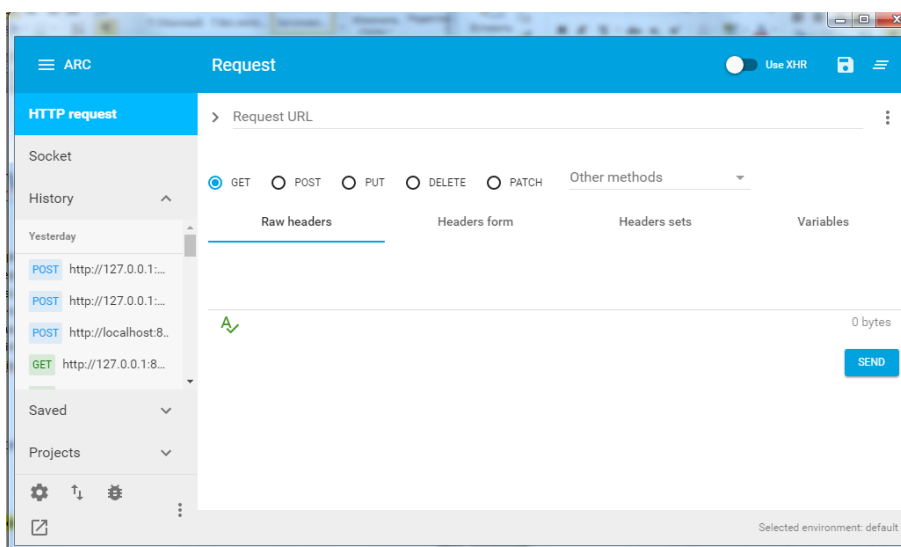 ARC
Request
Use XHR
HTTP request
Request URL
Socket
GET
POST
PUT
DELETE
PATCH
Other methods
History
Raw headers
Headers form
Headers sets
Variables
Yesterday
POST http://127.0.0.1:...
POST http://127.0.0.1:...
POST http://localhost:8..
GET http://127.0.0.1:8...
0 bytes
SEND
Saved
Projects
Selected environment: default